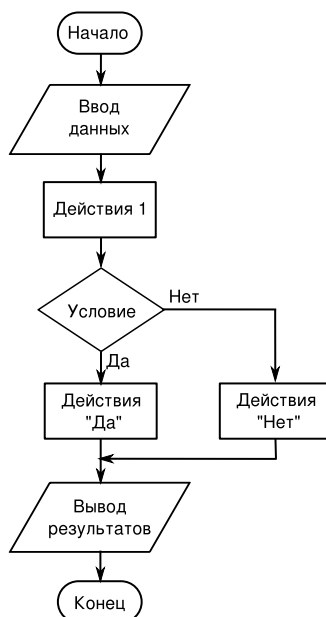 Начало
Ввод
данных
Действия 1
Условие
Нет
Да
Действия
"Да"
Действия
"Нет"
Вывод
результатов
Конец